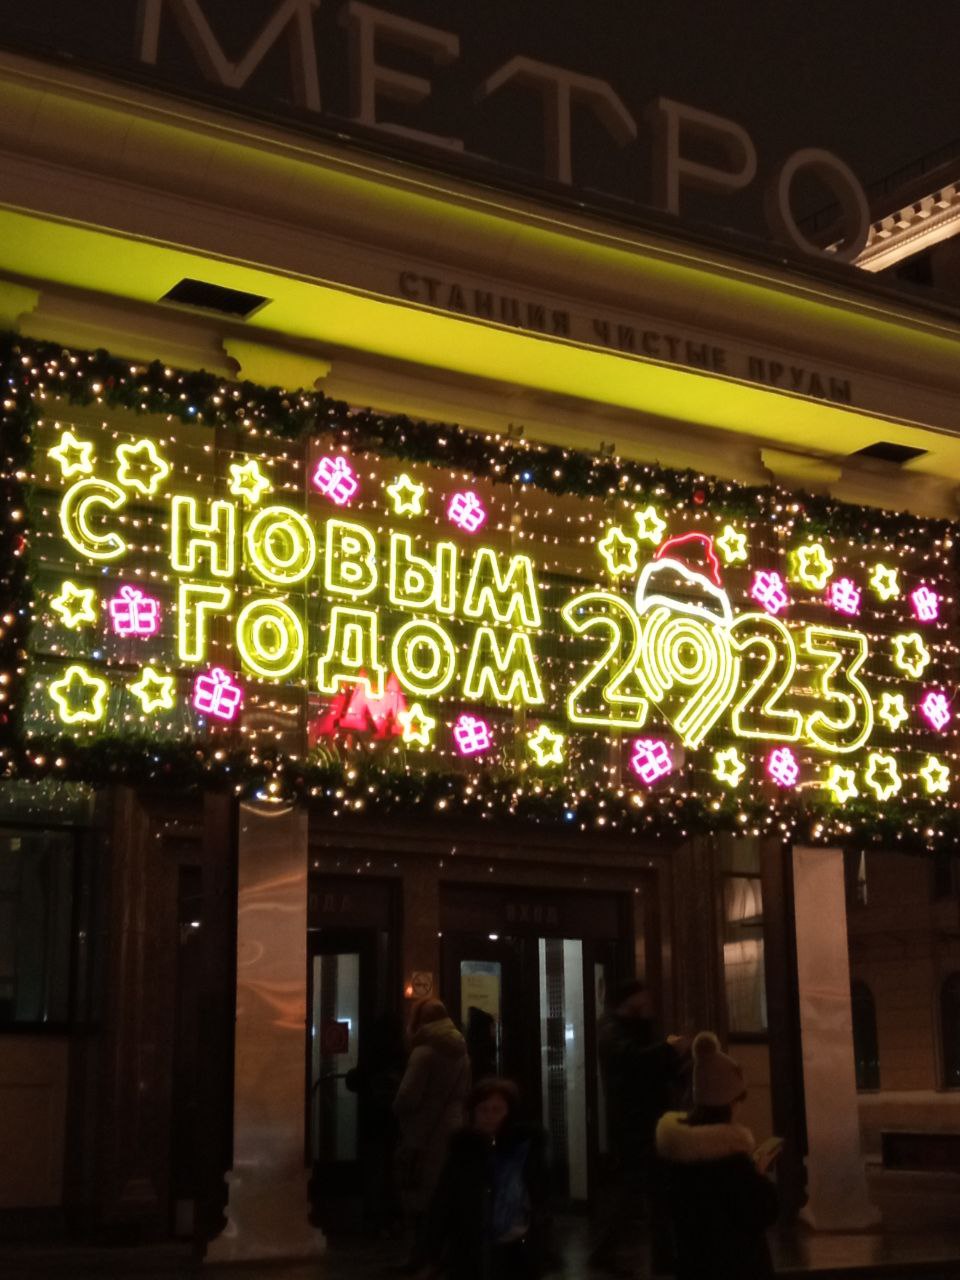 МЕТРО
СТАНЦИЯ ЧИСТЫЕ ПРУДЫ
С НОВЫМ
ГОДОМ
2023
ВХОД